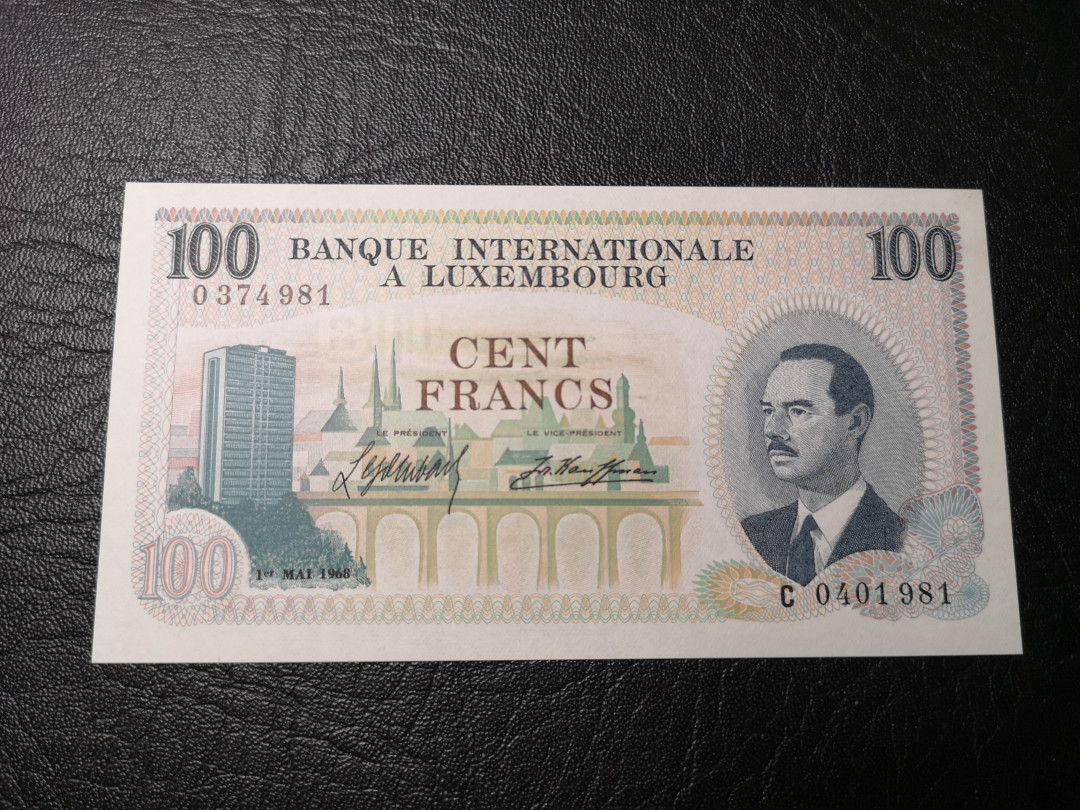 100 BANQUE INTERNATIONALE 100
A LUXEMBOURG
0374981
CENT
FRANCS
LE PRÉSIDENT LE VICE-PRÉSIDENT
100
1er MAI 1968
C 0401981